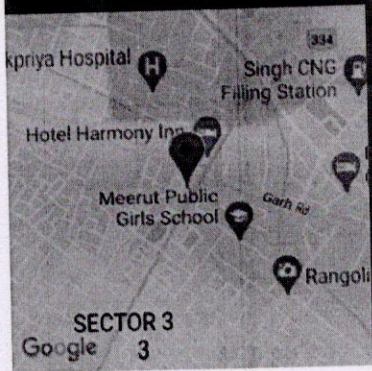 334
kpriya Hospital
H
Singh CNG
Filling Station
Hotel Harmony Inn
Meerut Public
Girls School
Garh Rd
Rangoli
SECTOR 3
3
Google